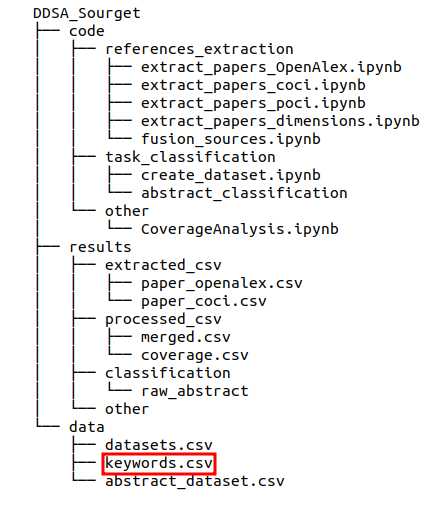 DDSA_Sourget
├── code
│   ├── references_extraction
│   │   ├── extract_papers_OpenAlex.ipynb
│   │   ├── extract_papers_coci.ipynb
│   │   ├── extract_papers_poci.ipynb
│   │   ├── extract_papers_dimensions.ipynb
│   │   └── fusion_sources.ipynb
│   ├── task_classification
│   │   ├── create_dataset.ipynb
│   │   └── abstract_classification
│   └── other
│       └── CoverageAnalysis.ipynb
├── results
│   ├── extracted_csv
│   │   ├── paper_openalex.csv
│   │   └── paper_coci.csv
│   ├── processed_csv
│   │   ├── merged.csv
│   │   └── coverage.csv
│   ├── classification
│   │   └── raw_abstract
│   └── other
└── data
    ├── datasets.csv
    ├── keywords.csv
    └── abstract_dataset.csv